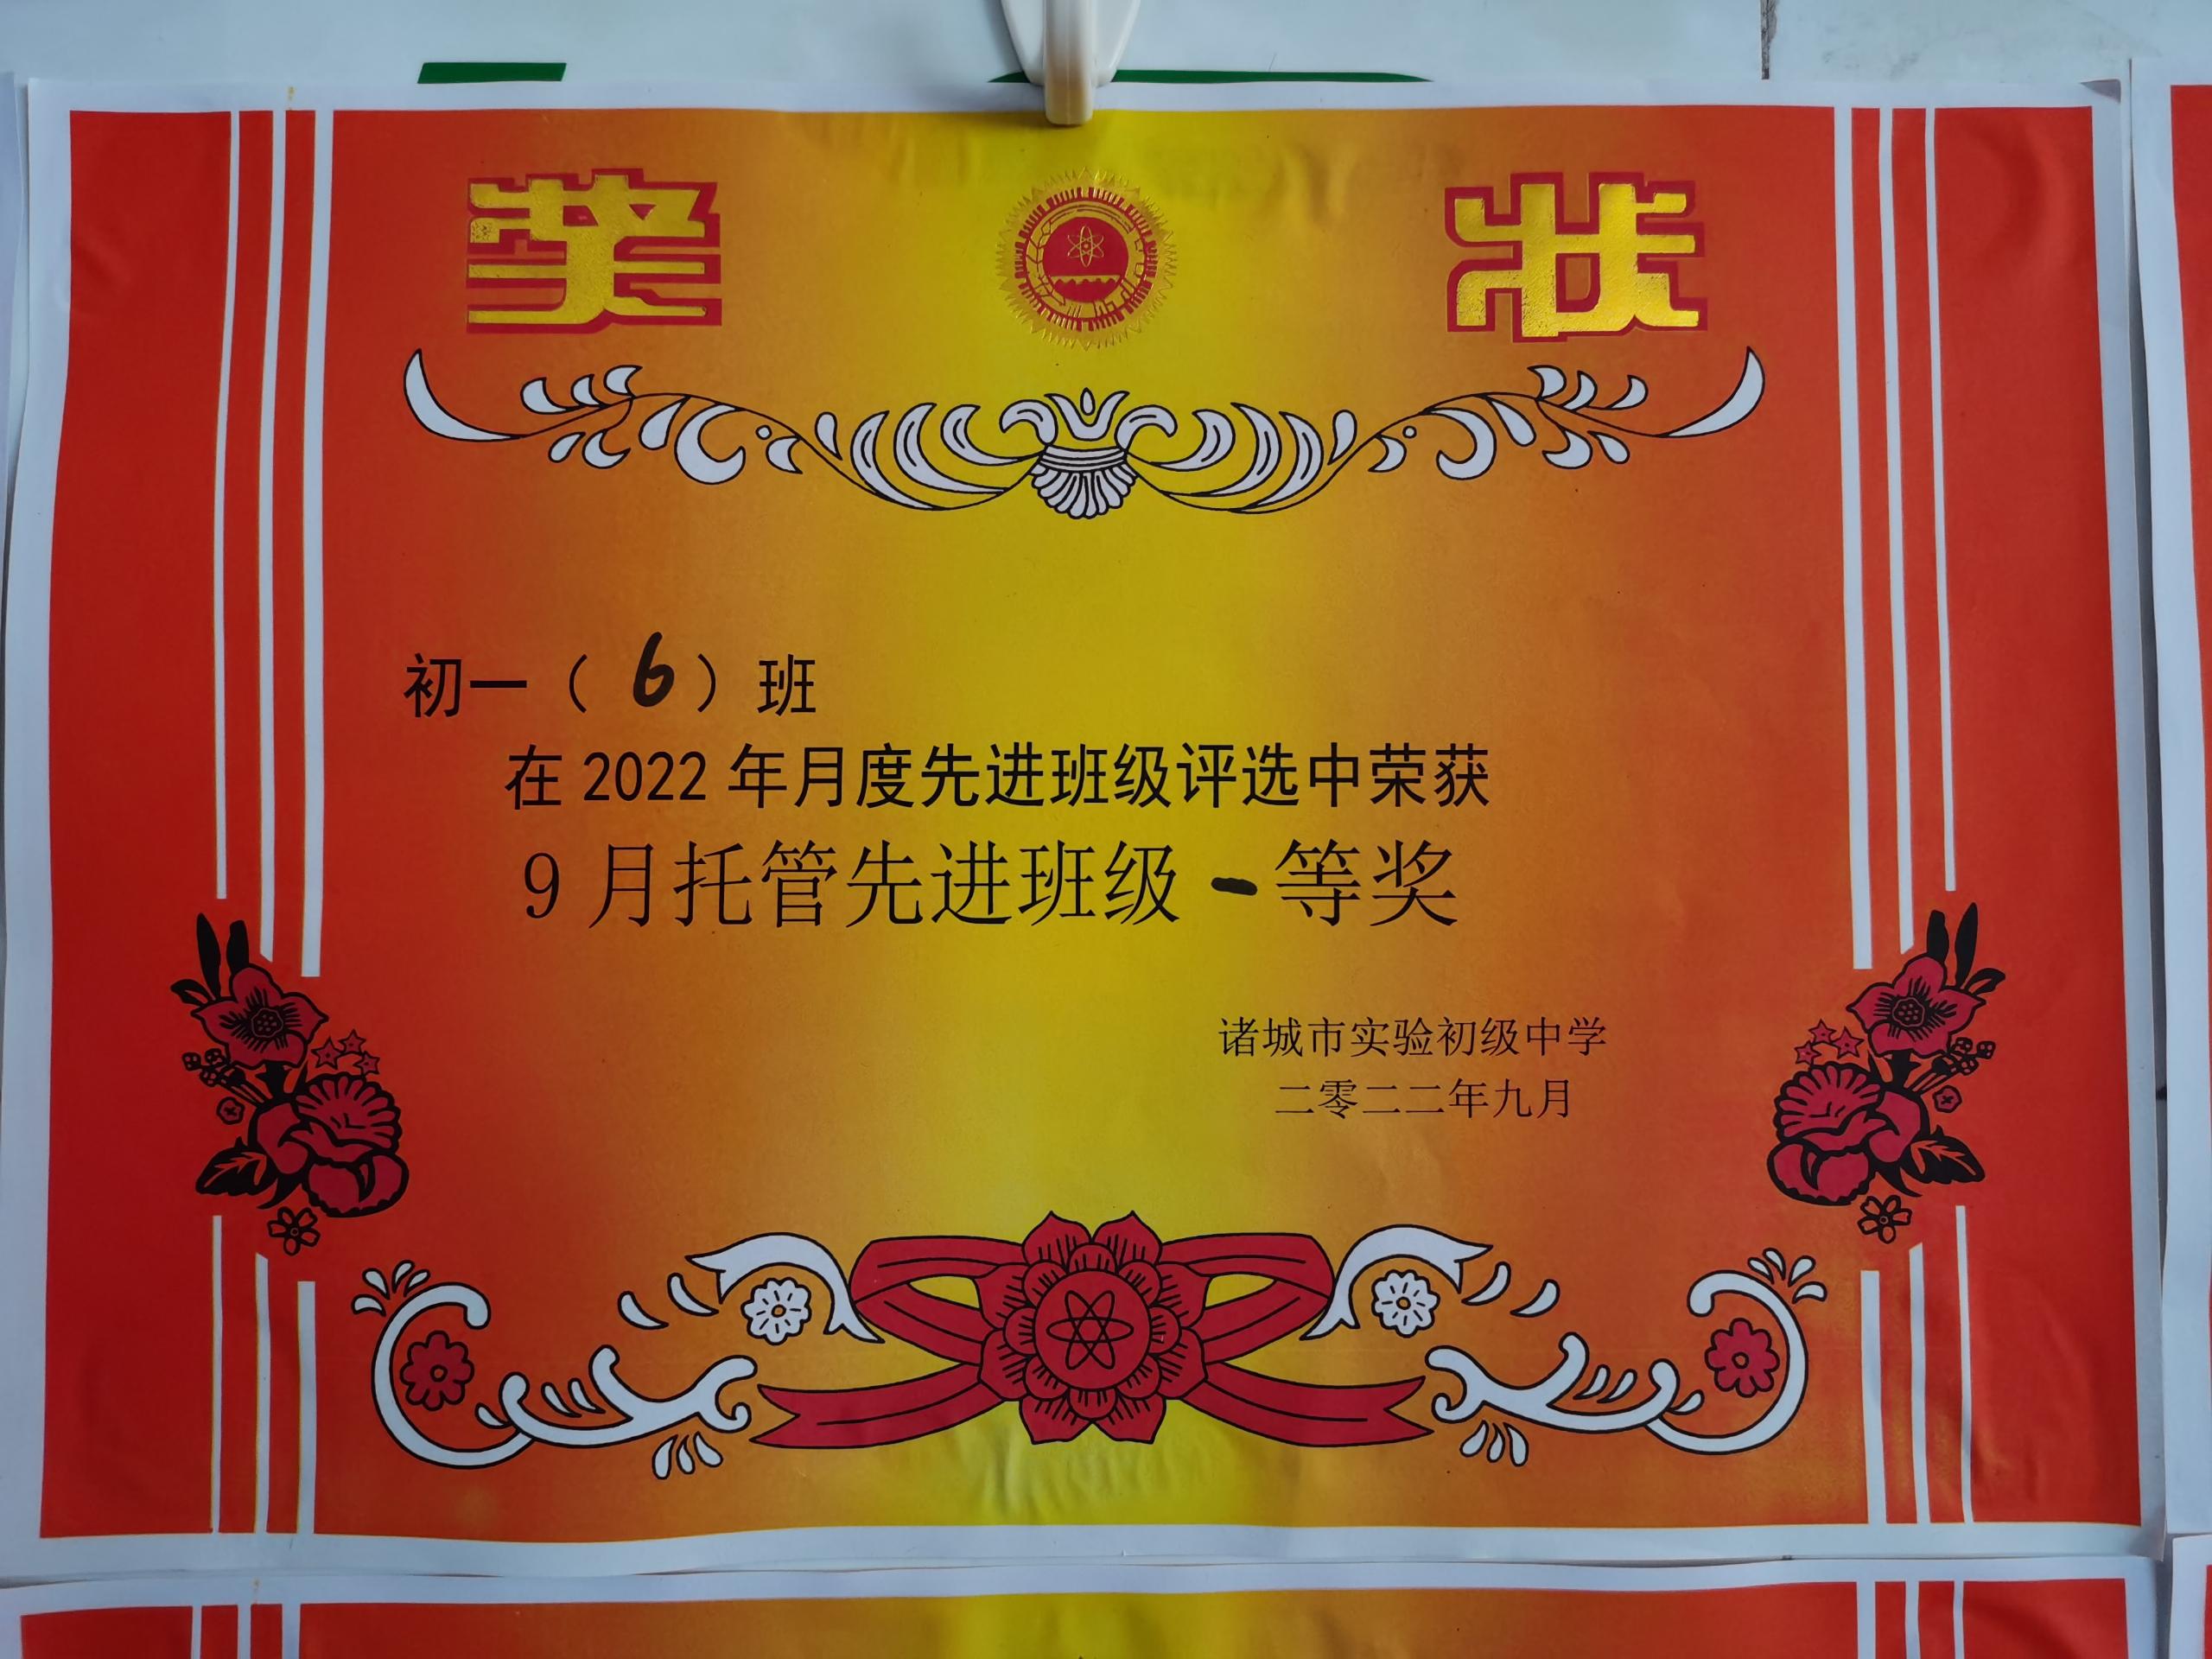 奖状
初一（6）班
在2022年月度先进班级评选中荣获
9月托管先进班级一等奖
诸城市实验初级中学
二零二二年九月